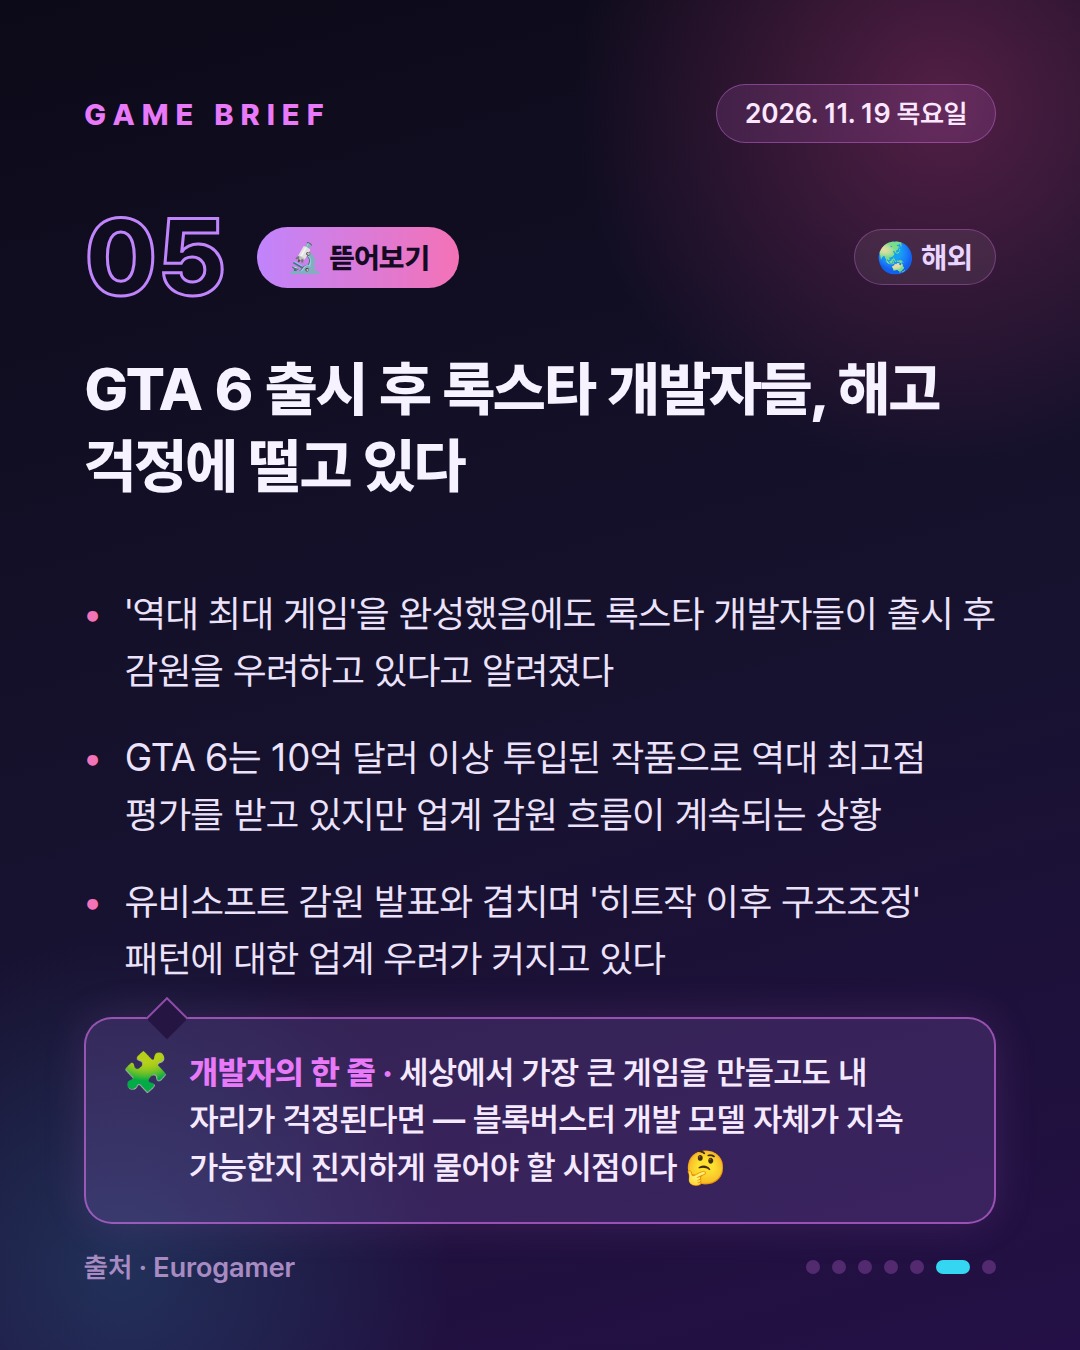 GAME BRIEF
2026. 11. 19 목요일
05
🔬 뜯어보기
🌏 해외
GTA 6 출시 후 록스타 개발자들, 해고
걱정에 떨고 있다
• '역대 최대 게임'을 완성했음에도 록스타 개발자들이 출시 후
감원을 우려하고 있다고 알려졌다
• GTA 6는 10억 달러 이상 투입된 작품으로 역대 최고점
평가를 받고 있지만 업계 감원 흐름이 계속되는 상황
• 유비소프트 감원 발표와 겹치며 '히트작 이후 구조조정'
패턴에 대한 업계 우려가 커지고 있다
🧩 개발자의 한 줄 · 세상에서 가장 큰 게임을 만들고도 내
자리가 걱정된다면 — 블록버스터 개발 모델 자체가 지속
가능한지 진지하게 물어야 할 시점이다 🤔
출처 · Eurogamer